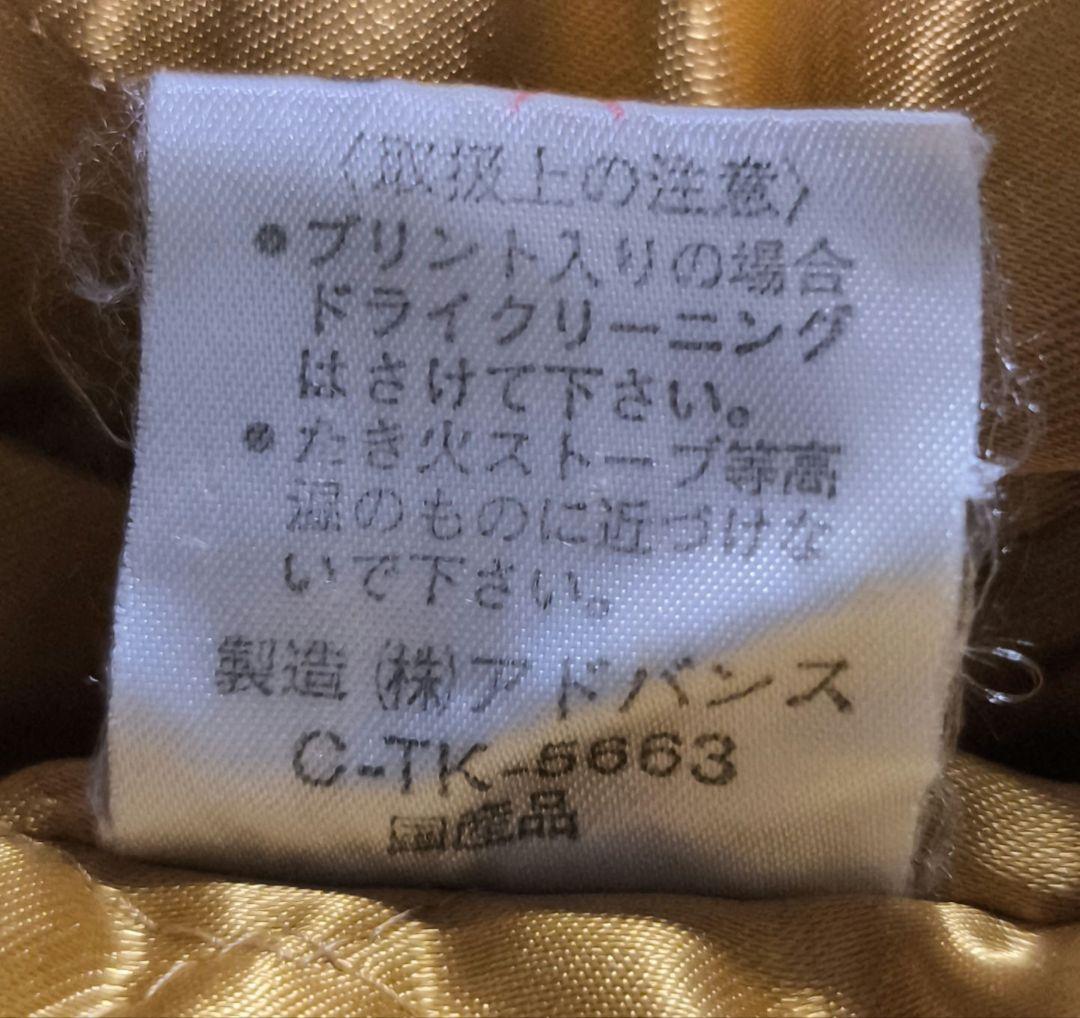 〈取扱上の注意〉
●プリント入りの場合
ドライクリーニング
はさけて下さい。
●たき火ストーブ等高
温のものに近づけな
いで下さい。
製造(株)アドバンス
C-TK-5663
国産品